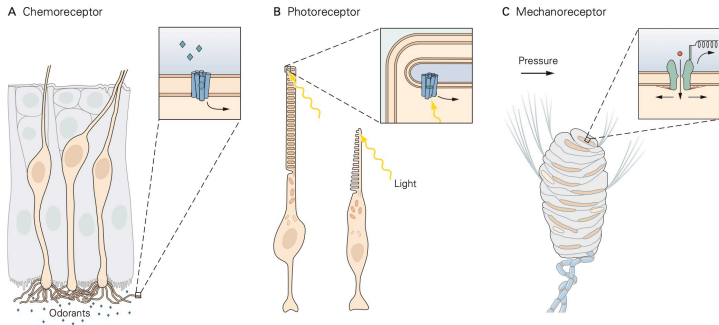 A Chemoreceptor
B Photoreceptor
C Mechanoreceptor
Pressure
Light
Odorants